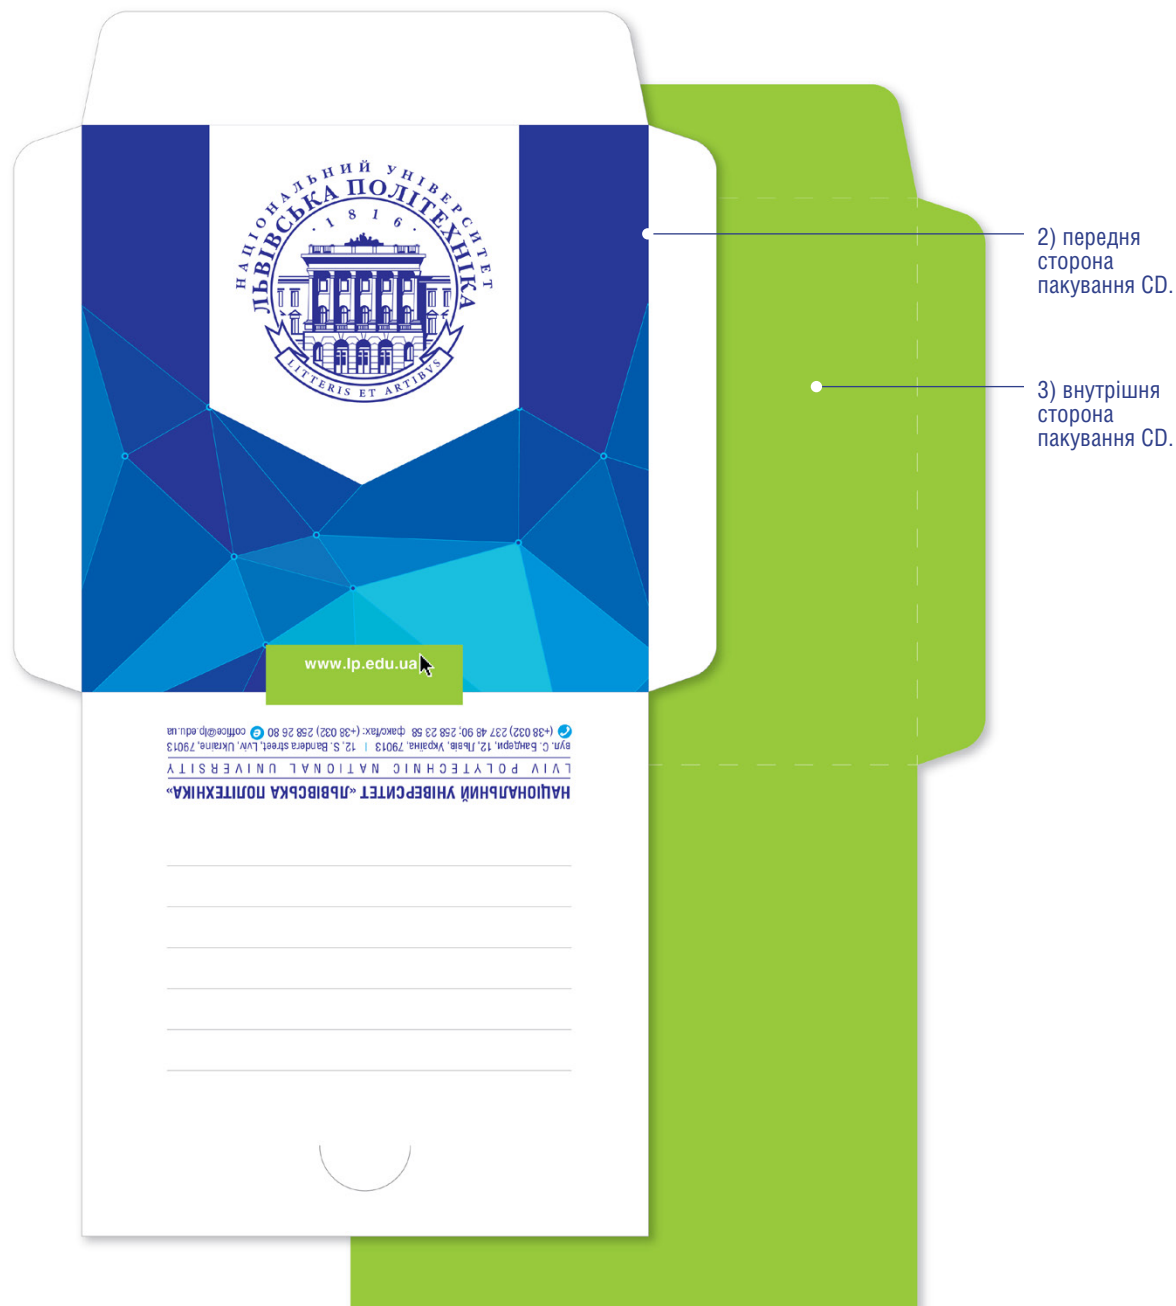 НАЦІОНАЛЬНИЙ УНІВЕРСИТЕТ
ЛЬВІВСЬКА ПОЛІТЕХНІКА
· 1 8 1 6 ·
LITTERIS ET ARTIBVS
www.lp.edu.ua
2) передня
сторона
пакування CD.
3) внутрішня
сторона
пакування CD.
НАЦІОНАЛЬНИЙ УНІВЕРСИТЕТ «ЛЬВІВСЬКА ПОЛІТЕХНІКА»
LVIV POLYTECHNIC NATIONAL UNIVERSITY
вул. С. Бандери, 12, Львів, Україна, 79013 | 12, S. Bandera street, Lviv, Ukraine, 79013
(+38 032) 237 49 90; 258 23 58 факс/fax: (+38 032) 258 26 80 coffice@lp.edu.ua